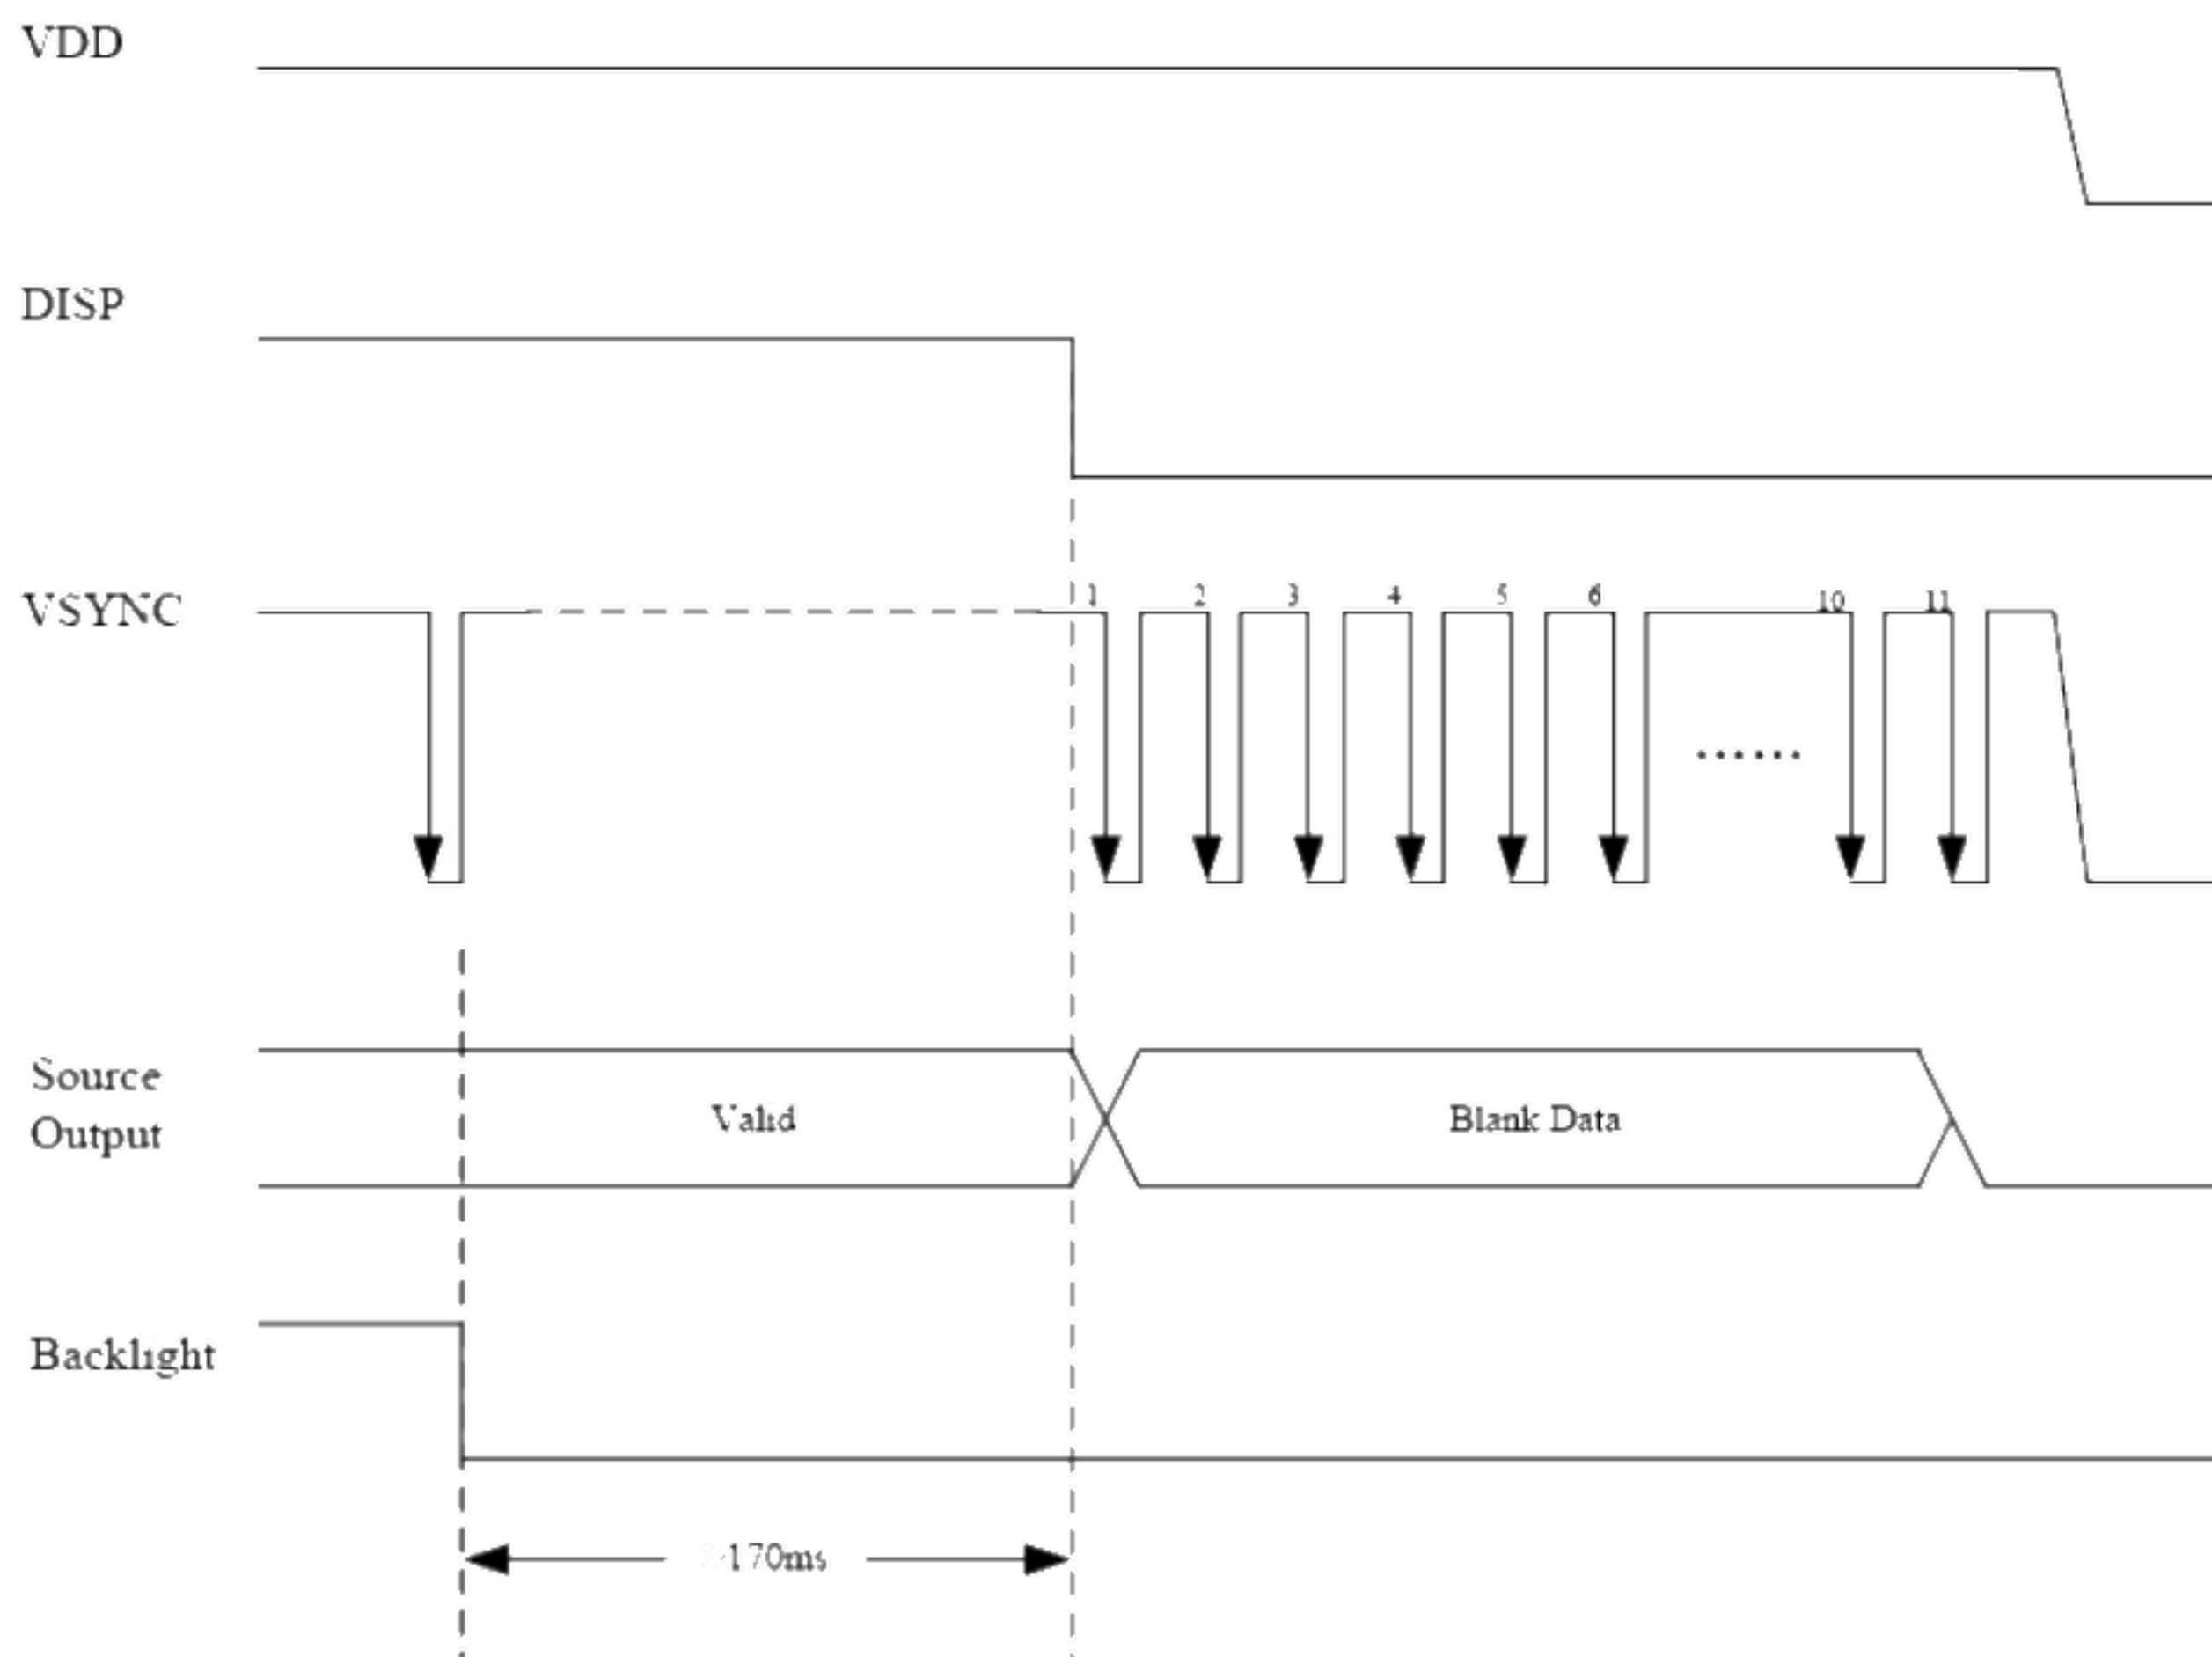 VDD
DISP
VSYNC
1 2 3 4 5 6 10 11
Source
Output
Valid
Blank Data
Backlight
>170ms